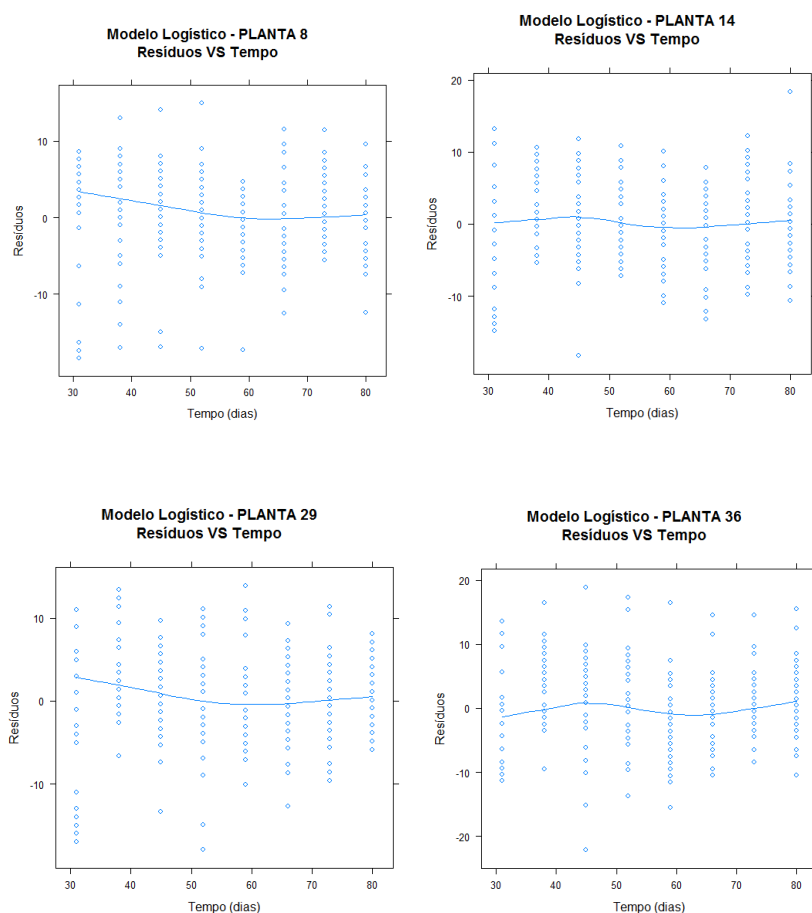 Modelo Logístico - PLANTA 8
Resíduos VS Tempo
Resíduos
10
0
-10
30 40 50 60 70 80
Tempo (dias)
Modelo Logístico - PLANTA 14
Resíduos VS Tempo
Resíduos
20
10
0
-10
30 40 50 60 70 80
Tempo (dias)
Modelo Logístico - PLANTA 29
Resíduos VS Tempo
Resíduos
10
0
-10
30 40 50 60 70 80
Tempo (dias)
Modelo Logístico - PLANTA 36
Resíduos VS Tempo
Resíduos
20
10
0
-10
-20
30 40 50 60 70 80
Tempo (dias)